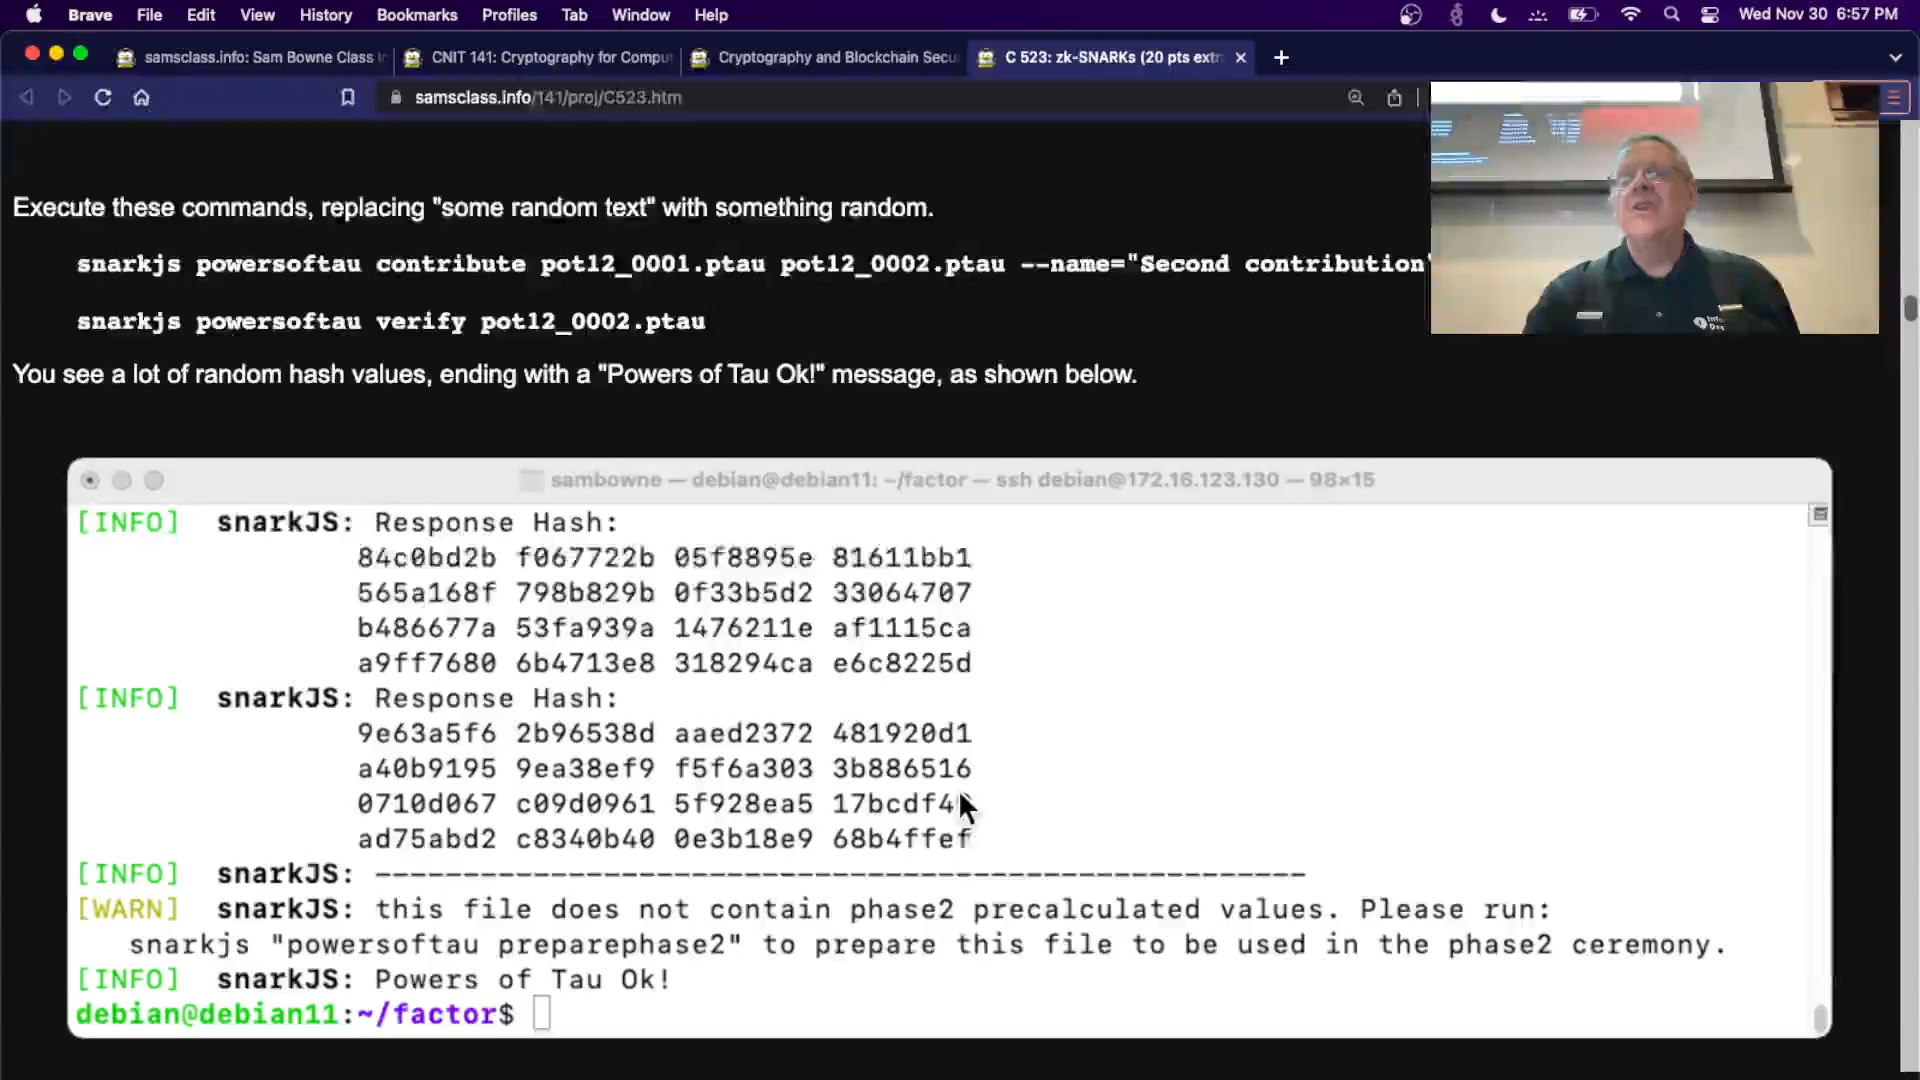 Brave File Edit View History Bookmarks Profiles Tab Window Help Wed Nov 30 6:57 PM
samsclass.info: Sam Bowne Class CNIT 141: Cryptography for Compu Cryptography and Blockchain Secu C 523: zk-SNARKs (20 pts extr
samsclass.info/141/proj/C523.htm
Execute these commands, replacing "some random text" with something random.
snarkjs powersoftau contribute pot12_0001.ptau pot12_0002.ptau --name="Second contribution"
snarkjs powersoftau verify pot12_0002.ptau
You see a lot of random hash values, ending with a "Powers of Tau Ok!" message, as shown below.
sambowne — debian@debian11: ~/factor — ssh debian@172.16.123.130 — 98×15
[INFO] snarkJS: Response Hash:
84c0bd2b f067722b 05f8895e 81611bb1
565a168f 798b829b 0f33b5d2 33064707
b486677a 53fa939a 1476211e af1115ca
a9ff7680 6b4713e8 318294ca e6c8225d
[INFO] snarkJS: Response Hash:
9e63a5f6 2b96538d aaed2372 481920d1
a40b9195 9ea38ef9 f5f6a303 3b886516
0710d067 c09d0961 5f928ea5
ad75abd2 c8340b40 0e3b18e9 68b4ffef
[INFO] snarkJS: -----------------------------------------------------
[WARN] snarkJS: this file does not contain phase2 precalculated values. Please run:
snarkjs "powersoftau preparephase2" to prepare this file to be used in the phase2 ceremony.
[INFO] snarkJS: Powers of Tau Ok!
debian@debian11:~/factor$